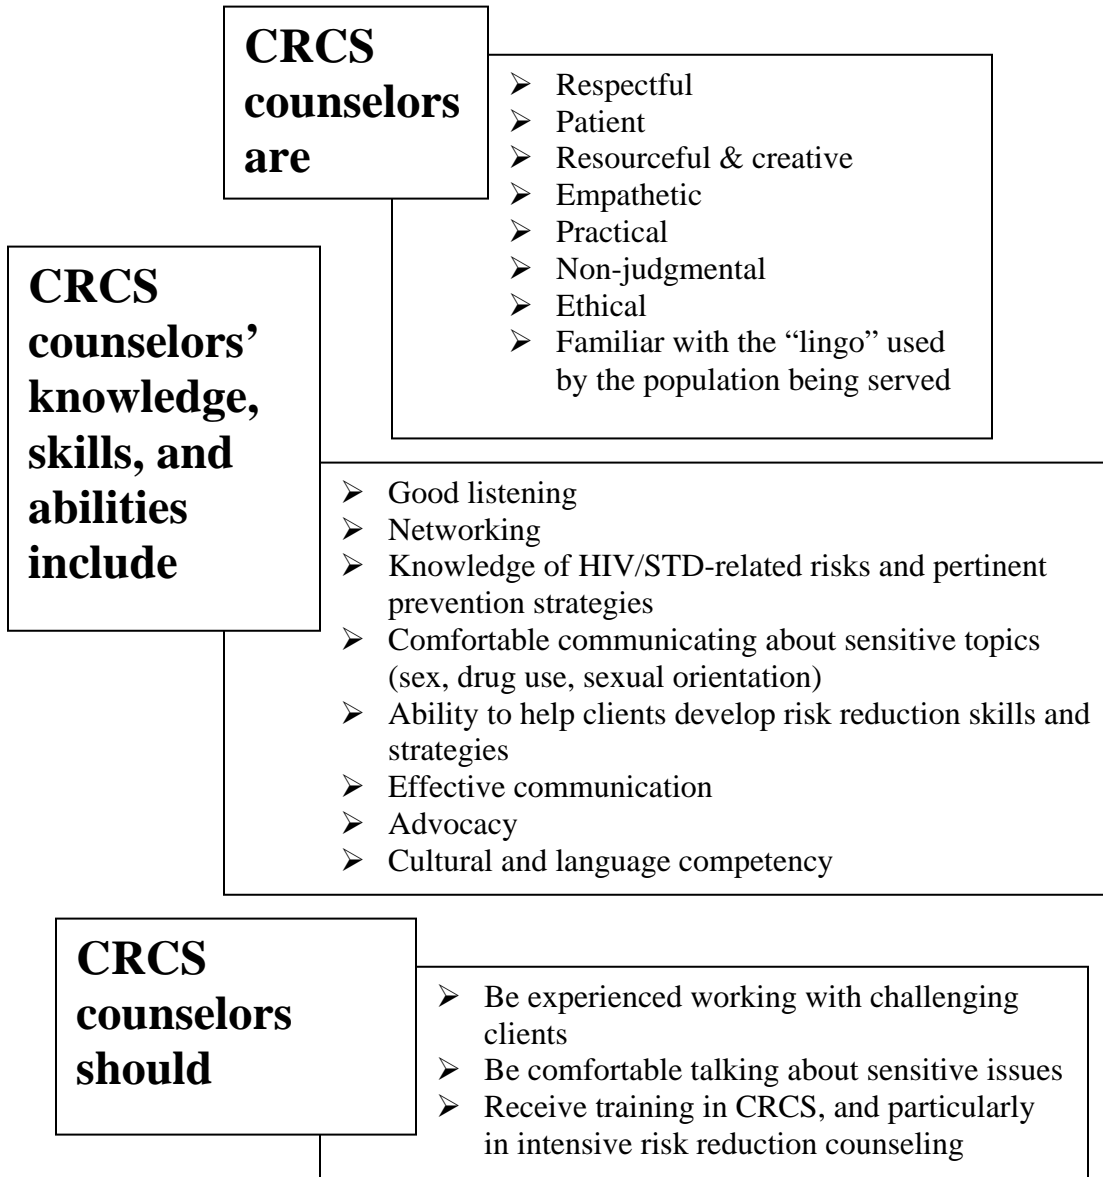 CRCS
counselors
are
➢ Respectful
➢ Patient
➢ Resourceful & creative
➢ Empathetic
➢ Practical
➢ Non-judgmental
➢ Ethical
➢ Familiar with the “lingo” used
by the population being served
CRCS
counselors’
knowledge,
skills, and
abilities
include
➢ Good listening
➢ Networking
➢ Knowledge of HIV/STD-related risks and pertinent
prevention strategies
➢ Comfortable communicating about sensitive topics
(sex, drug use, sexual orientation)
➢ Ability to help clients develop risk reduction skills and
strategies
➢ Effective communication
➢ Advocacy
➢ Cultural and language competency
CRCS
counselors
should
➢ Be experienced working with challenging
clients
➢ Be comfortable talking about sensitive issues
➢ Receive training in CRCS, and particularly
in intensive risk reduction counseling